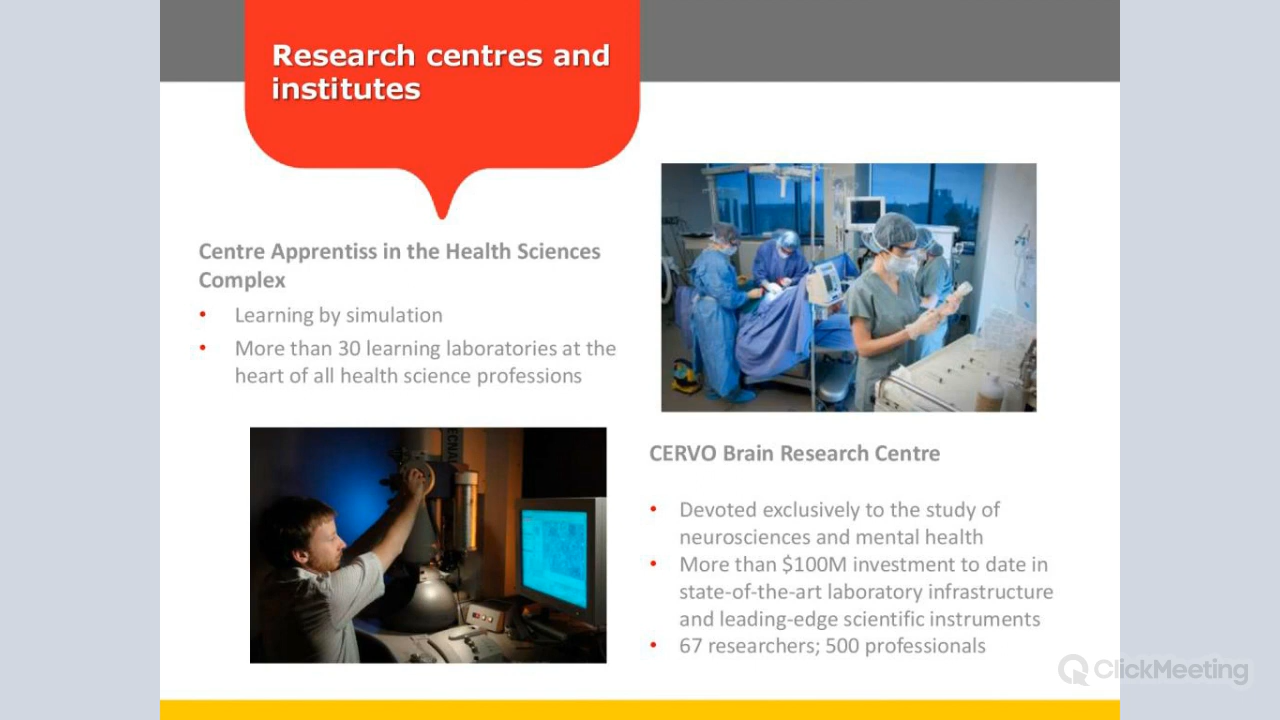 Research centres and
institutes
Centre Apprentiss in the Health Sciences
Complex
• Learning by simulation
• More than 30 learning laboratories at the
heart of all health science professions
CERVO Brain Research Centre
• Devoted exclusively to the study of
neurosciences and mental health
• More than $100M investment to date in
state-of-the-art laboratory infrastructure
and leading-edge scientific instruments
• 67 researchers; 500 professionals
ClickMeeting